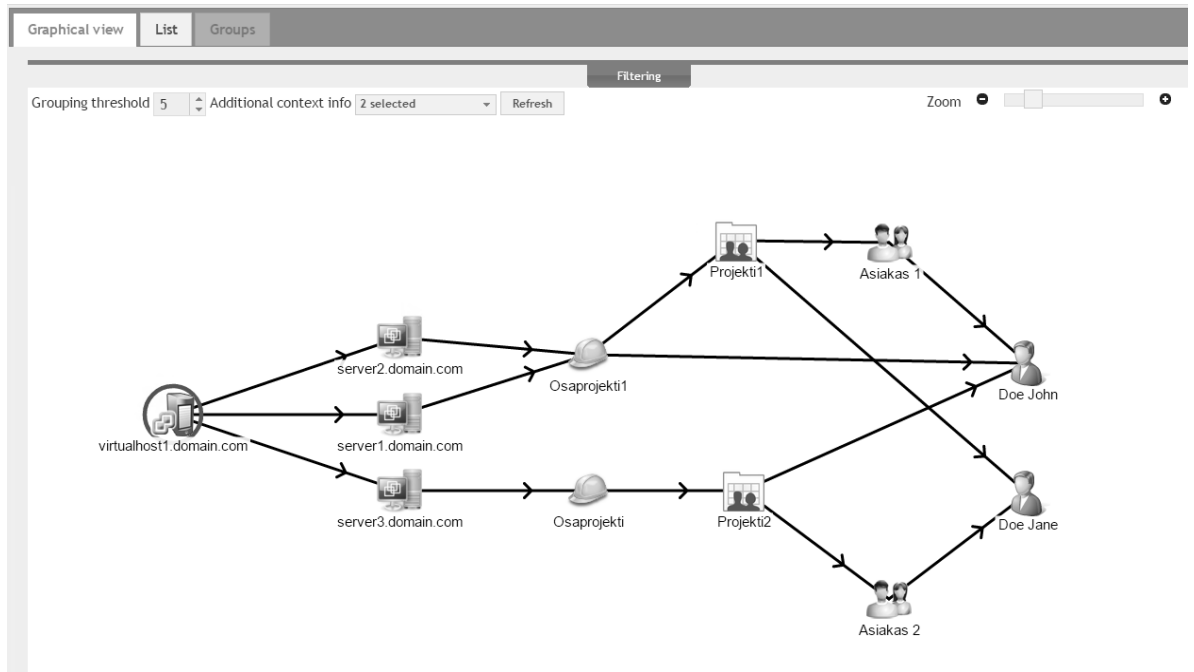 Graphical view List Groups
Filtering
Grouping threshold 5 Additional context info 2 selected Refresh Zoom
Projekti1
Asiakas 1
server2.domain.com
Osaprojekti1
Doe John
virtualhost1.domain.com
server1.domain.com
server3.domain.com
Osaprojekti
Projekti2
Doe Jane
Asiakas 2